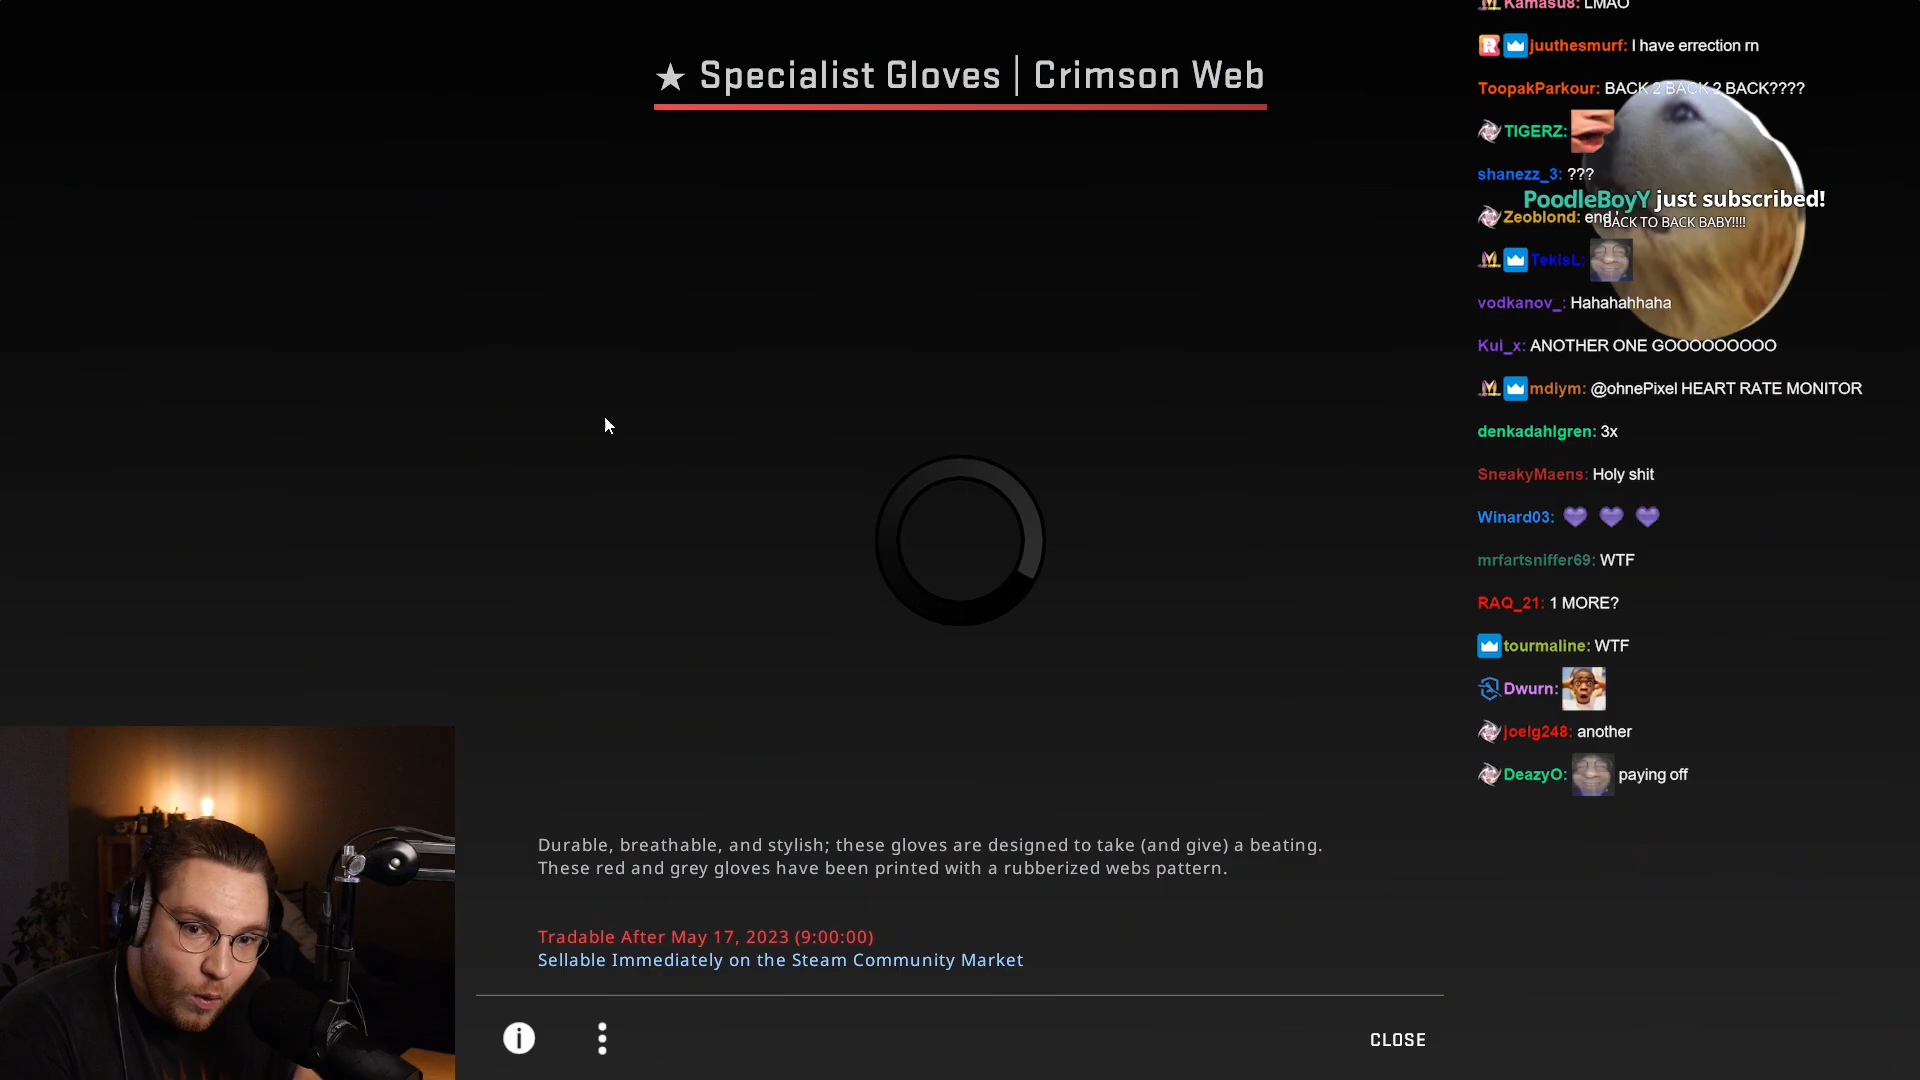 ★ Specialist Gloves | Crimson Web
Kamasu8: LMAO
juuthesmurf: I have errection rn
ToopakParkour: BACK 2 BACK 2 BACK????
TIGERZ:
shanezz_3: ???
PoodleBoyY just subscribed!
Zeoblond: end
BACK TO BACK BABY!!!!
TekisL:
vodkanov_: Hahahahhaha
Kui_x: ANOTHER ONE GOOOOOOOOO
mdiym: @ohnePixel HEART RATE MONITOR
denkadahlgren: 3x
SneakyMaens: Holy shit
Winard03: 💜 💜 💜
mrfartsniffer69: WTF
RAQ_21: 1 MORE?
tourmaline: WTF
Dwurn:
joelg248: another
DeazyO: paying off
Durable, breathable, and stylish; these gloves are designed to take (and give) a beating.
These red and grey gloves have been printed with a rubberized webs pattern.
Tradable After May 17, 2023 (9:00:00)
Sellable Immediately on the Steam Community Market
CLOSE